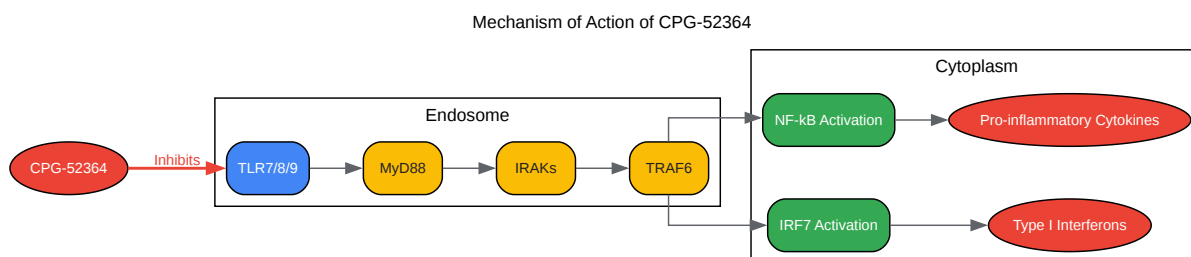 Mechanism of Action of CPG-52364
Endosome
Cytoplasm
CPG-52364
Inhibits
TLR7/8/9
MyD88
IRAKs
TRAF6
NF-kB Activation
Pro-inflammatory Cytokines
IRF7 Activation
Type I Interferons